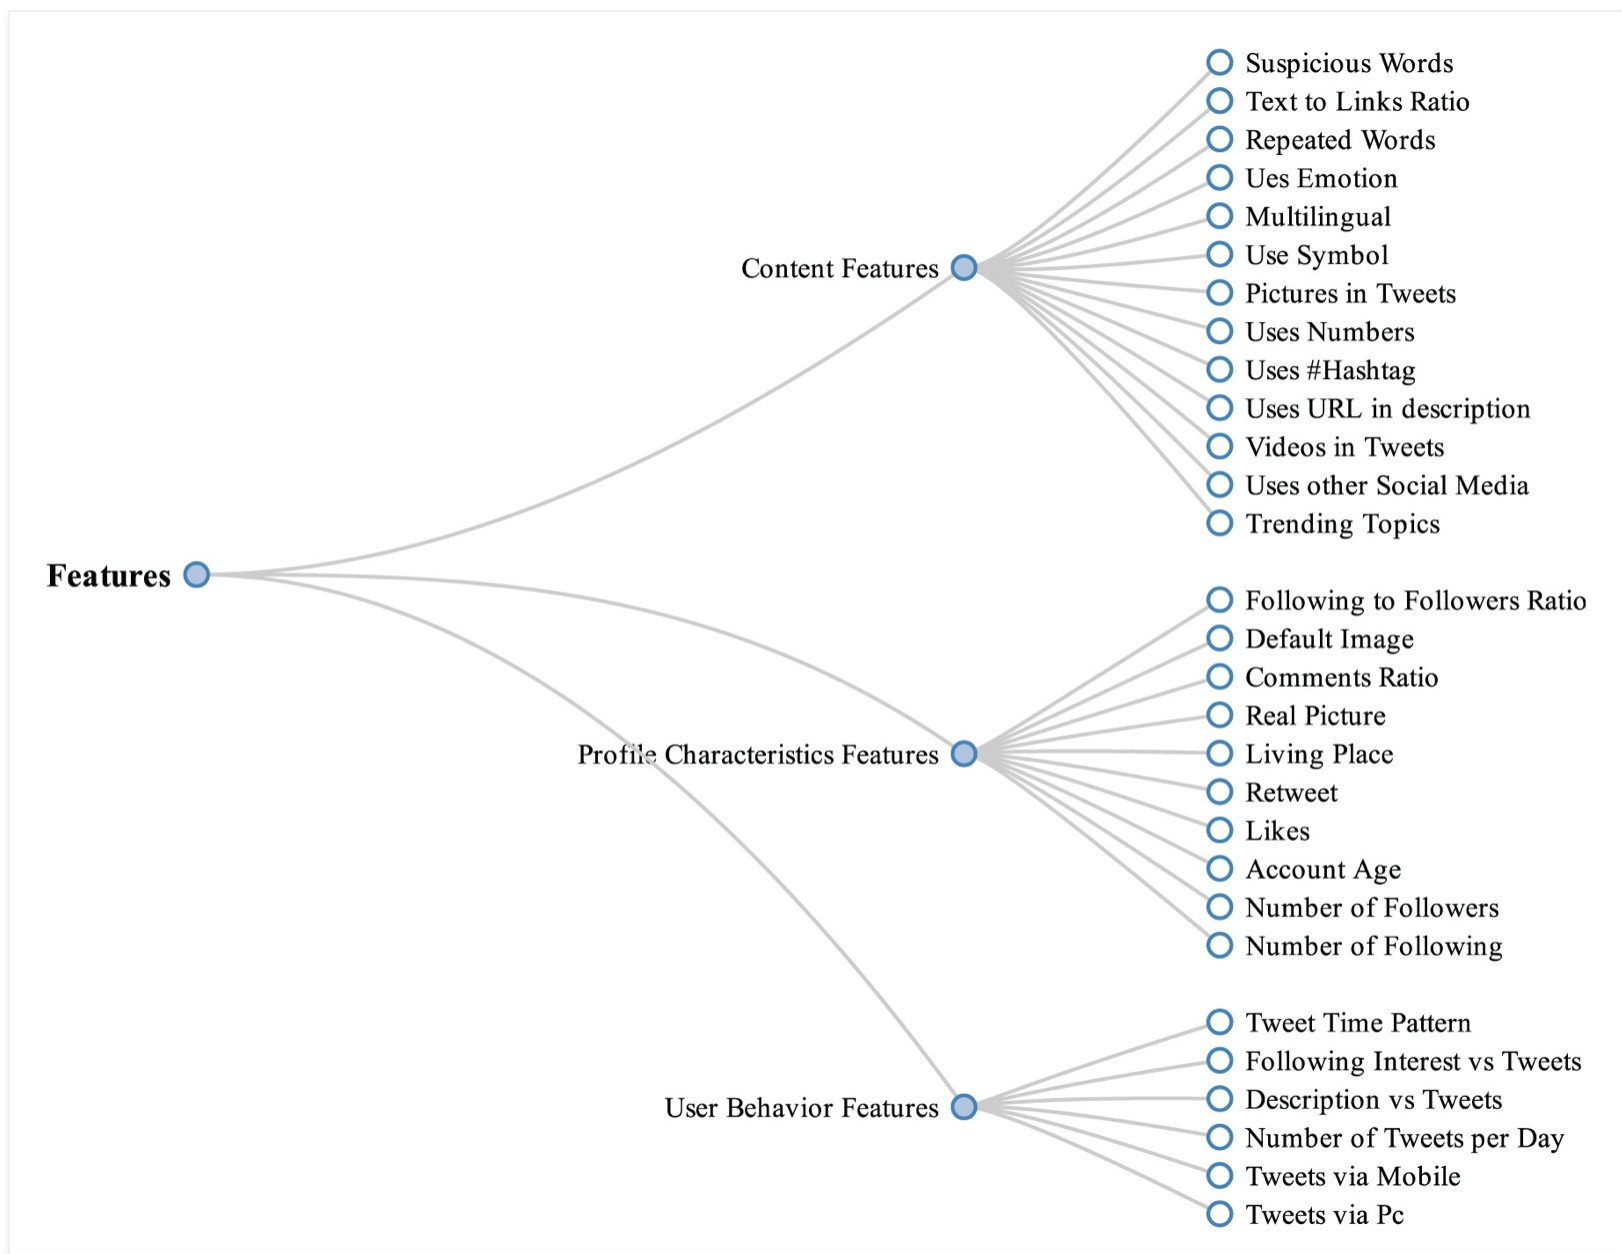 Features
Content Features
Suspicious Words
Text to Links Ratio
Repeated Words
Ues Emotion
Multilingual
Use Symbol
Pictures in Tweets
Uses Numbers
Uses #Hashtag
Uses URL in description
Videos in Tweets
Uses other Social Media
Trending Topics
Profile Characteristics Features
Following to Followers Ratio
Default Image
Comments Ratio
Real Picture
Living Place
Retweet
Likes
Account Age
Number of Followers
Number of Following
User Behavior Features
Tweet Time Pattern
Following Interest vs Tweets
Description vs Tweets
Number of Tweets per Day
Tweets via Mobile
Tweets via Pc